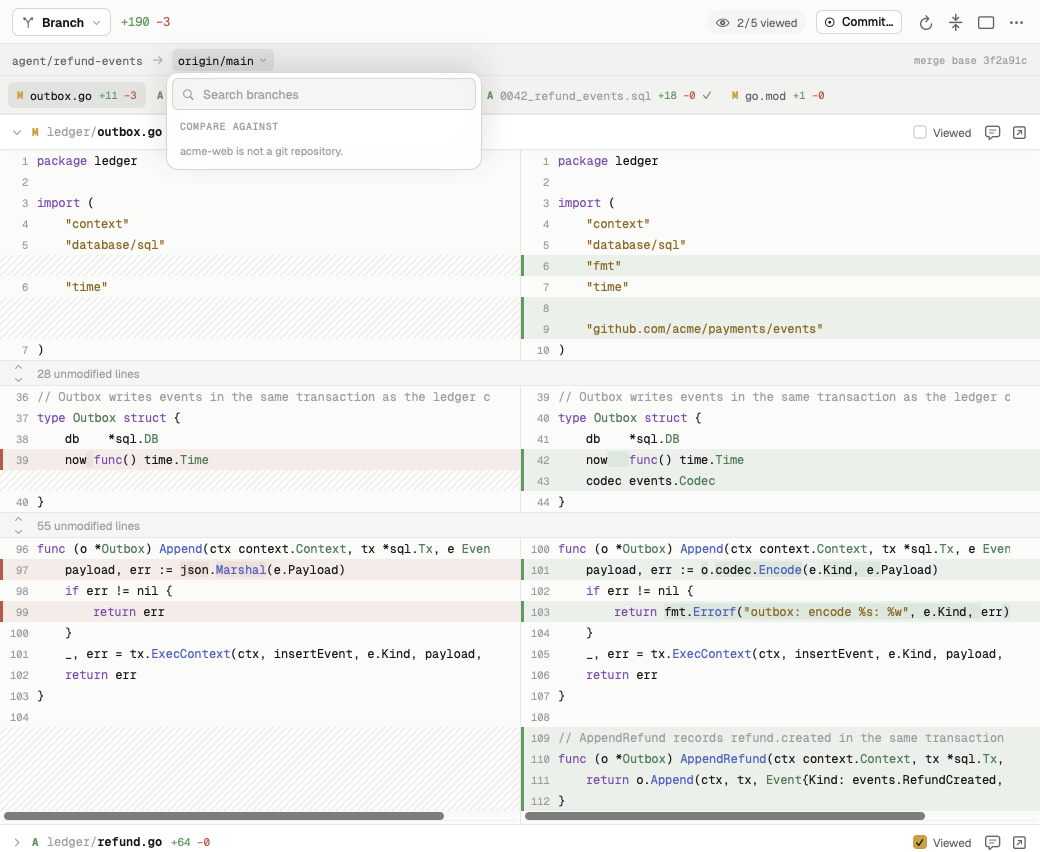 Branch +190 −3 2/5 viewed Commit...
agent/refund-events → origin/main merge base 3f2a91c
M outbox.go +11 −3 A A 0042_refund_events.sql +18 −0 ✓ M go.mod +1 −0
Search branches
COMPARE AGAINST
acme-web is not a git repository.
M ledger/outbox.go Viewed
1 package ledger
2
3 import (
4 "context"
5 "database/sql"
6 "time"
7 )
28 unmodified lines
36 // Outbox writes events in the same transaction as the ledger c
37 type Outbox struct {
38 db *sql.DB
39 now func() time.Time
40 }
55 unmodified lines
96 func (o *Outbox) Append(ctx context.Context, tx *sql.Tx, e Even
97 payload, err := json.Marshal(e.Payload)
98 if err != nil {
99 return err
100 }
101 _, err = tx.ExecContext(ctx, insertEvent, e.Kind, payload,
102 return err
103 }
104
1 package ledger
2
3 import (
4 "context"
5 "database/sql"
6 "fmt"
7 "time"
8
9 "github.com/acme/payments/events"
10 )
39 // Outbox writes events in the same transaction as the ledger c
40 type Outbox struct {
41 db *sql.DB
42 now func() time.Time
43 codec events.Codec
44 }
100 func (o *Outbox) Append(ctx context.Context, tx *sql.Tx, e Even
101 payload, err := o.codec.Encode(e.Kind, e.Payload)
102 if err != nil {
103 return fmt.Errorf("outbox: encode %s: %w", e.Kind, err)
104 }
105 _, err = tx.ExecContext(ctx, insertEvent, e.Kind, payload,
106 return err
107 }
108
109 // AppendRefund records refund.created in the same transaction
110 func (o *Outbox) AppendRefund(ctx context.Context, tx *sql.Tx,
111 return o.Append(ctx, tx, Event{Kind: events.RefundCreated,
112 }
A ledger/refund.go +64 −0 Viewed